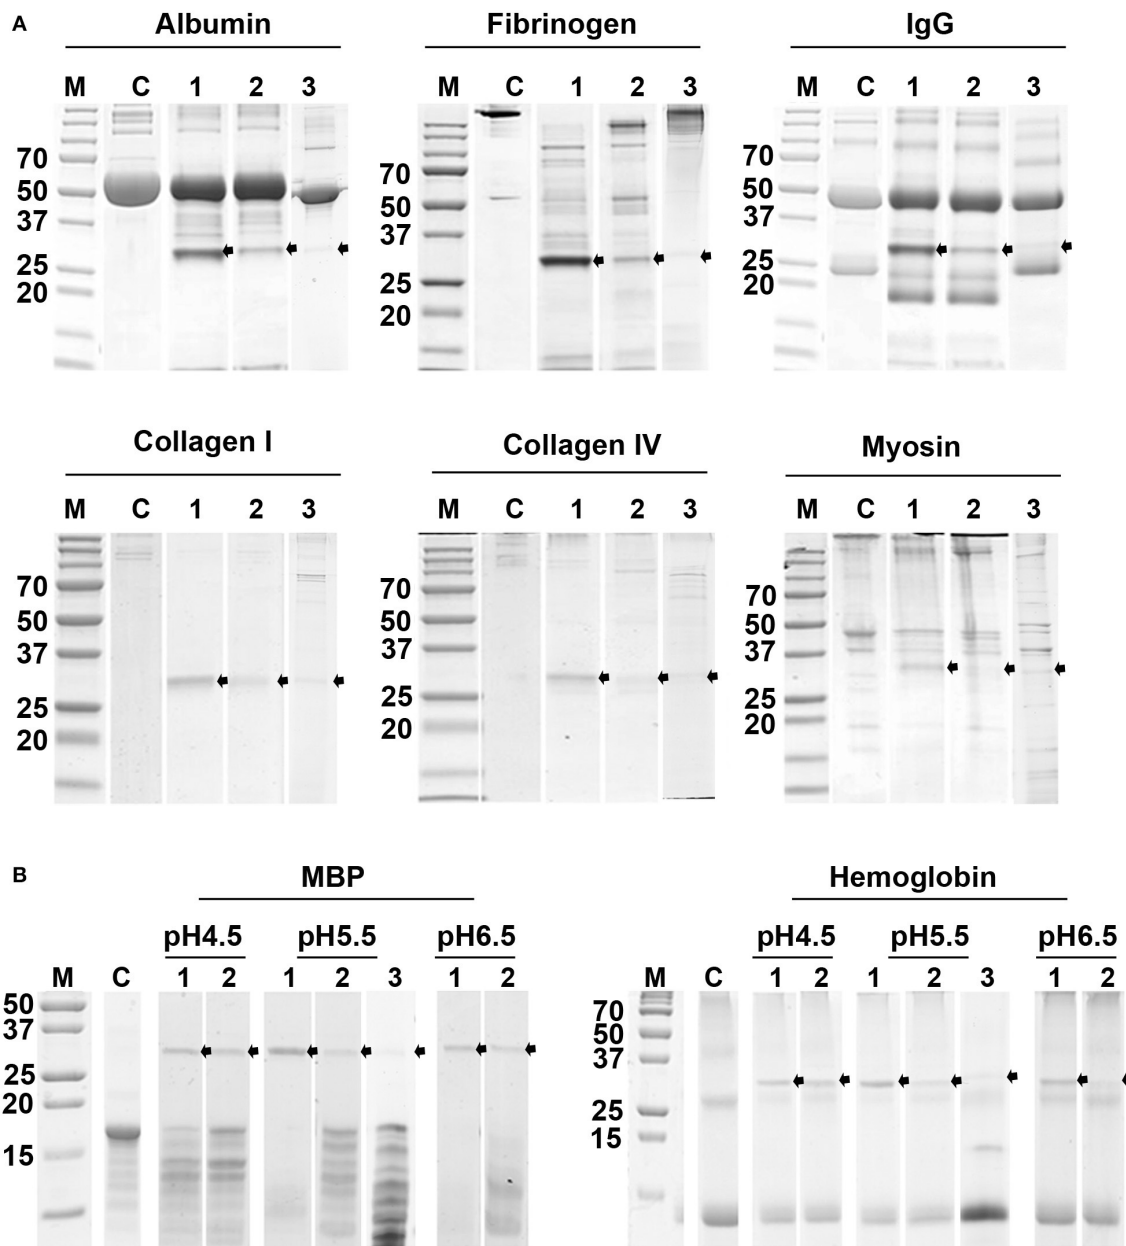 A
Albumin Fibrinogen IgG
M C 1 2 3 M C 1 2 3 M C 1 2 3
70 70 70
50 50 50
37 37 37
25 25 25
20 20 20
Collagen I Collagen IV Myosin
M C 1 2 3 M C 1 2 3 M C 1 2 3
70 70 70
50 50 50
37 37 37
25 25 25
20 20 20
B
MBP Hemoglobin
pH4.5 pH5.5 pH6.5 pH4.5 pH5.5 pH6.5
M C 1 2 1 2 3 1 2 M C 1 2 1 2 3 1 2
50 70
37 50
25 37
20 25
15 15